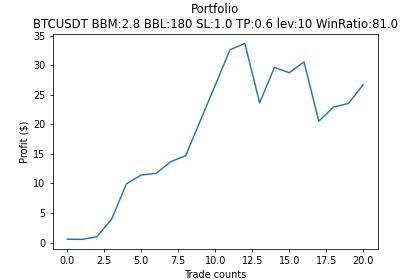 Portfolio
BTCUSDT BBM:2.8 BBL:180 SL:1.0 TP:0.6 lev:10 WinRatio:81.0
35
30
25
20
15
10
5
0
Profit ($)
0.0 2.5 5.0 7.5 10.0 12.5 15.0 17.5 20.0
Trade counts